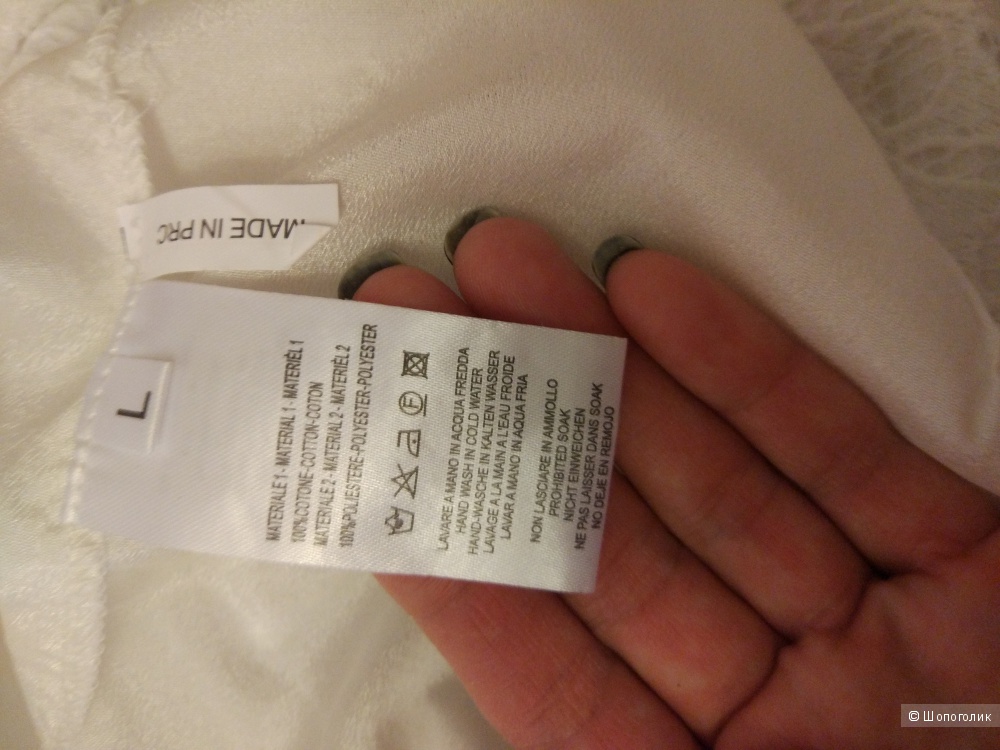 MADE IN PRC
L
MATERIALE 1 - MATERIAL 1 - MATERIÉL 1
100%COTONE-COTTON-COTON
MATERIALE 2 - MATERIAL 2 - MATERIÉL 2
100%POLIESTERE-POLYESTER-POLYESTER
LAVARE A MANO IN ACQUA FREDDA
HAND WASH IN COLD WATER
HAND-WASCHE IN KALTEN WASSER
LAVAGE A LA MAIN A L'EAU FROIDE
LAVAR A MANO IN AQUA FRIA
NON LASCIARE IN AMMOLLO
PROHIBITED SOAK
NICHT EINWEICHEN
NE PAS LAISSER DANS SOAK
NO DEJE EN REMOJO
© Шопоголик